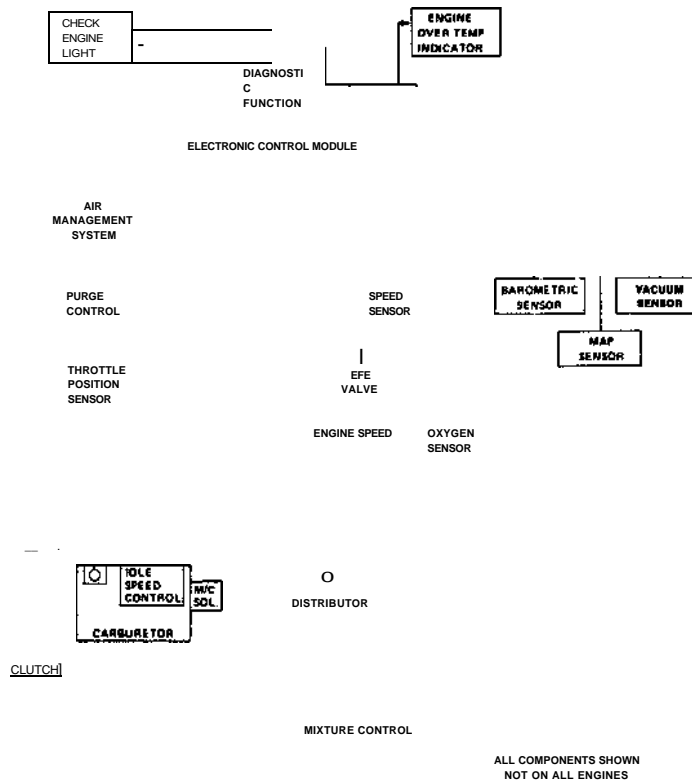 CHECK
ENGINE
LIGHT
ENGINE
OVER TEMP
INDICATOR
DIAGNOSTI
C
FUNCTION
ELECTRONIC CONTROL MODULE
AIR
MANAGEMENT
SYSTEM
PURGE
CONTROL
SPEED
SENSOR
BAROMETRIC
SENSOR
VACUUM
SENSOR
MAP
SENSOR
THROTTLE
POSITION
SENSOR
EFE
VALVE
ENGINE SPEED
OXYGEN
SENSOR
IDLE
SPEED
CONTROL
M/C
SOL.
CARBURETOR
O
DISTRIBUTOR
CLUTCH]
MIXTURE CONTROL
ALL COMPONENTS SHOWN
NOT ON ALL ENGINES